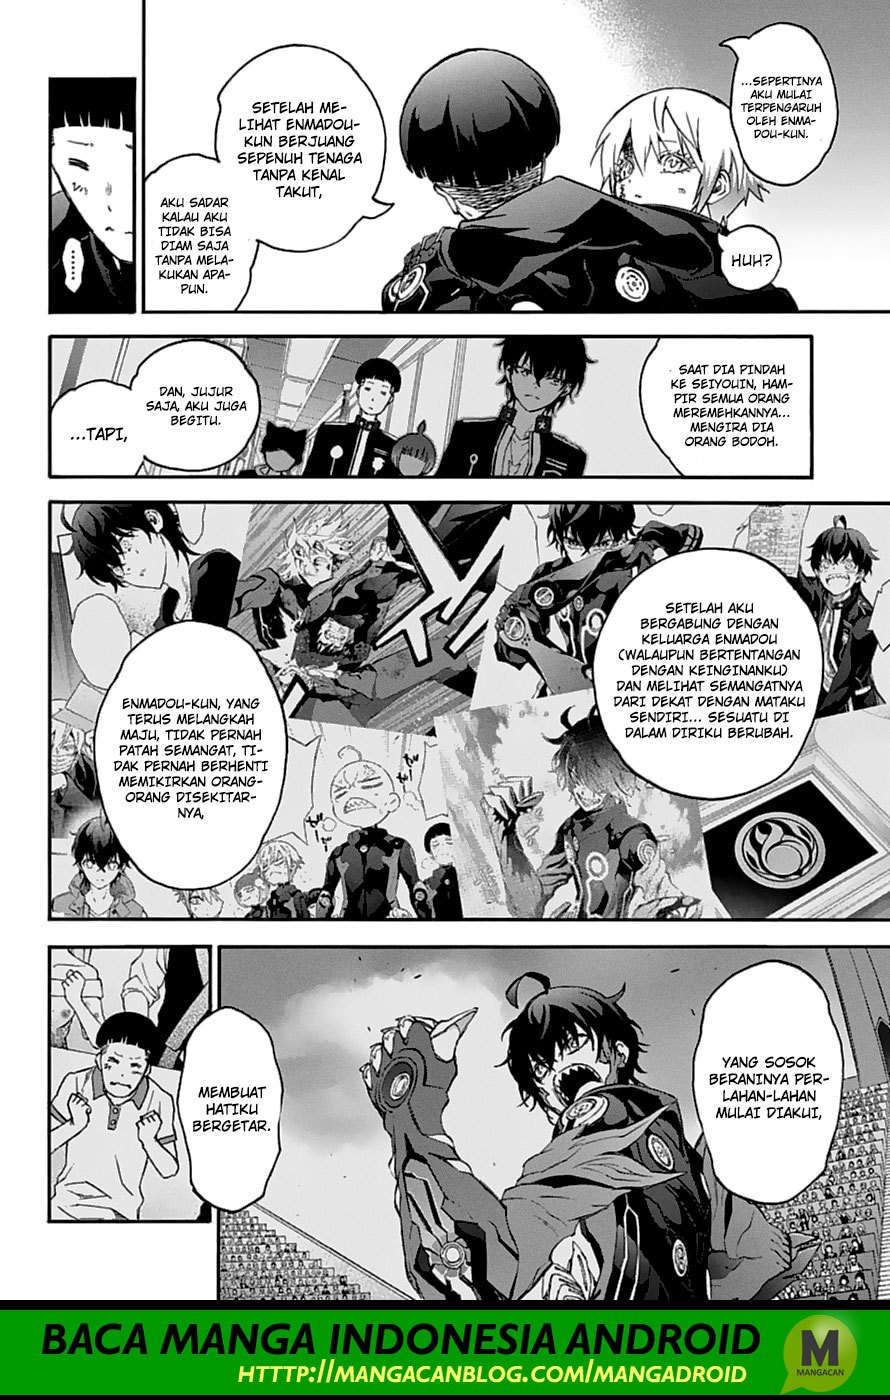 ...SEPERTINYA
AKU MULAI
TERPENGARUH
OLEH ENMA-
DOU-KUN.
HUH?
SETELAH ME-
LIHAT ENMADOU-
KUN BERJUANG
SEPENUH TENAGA
TANPA KENAL
TAKUT,
AKU SADAR
KALAU AKU
TIDAK BISA
DIAM SAJA
TANPA MELA-
KUKAN APA-
PUN.
......
SAAT DIA PINDAH
KE SEIYOUIN, HAM-
PIR SEMUA ORANG
MEREMEHKANNYA...
MENGIRA DIA
ORANG BODOH.
DAN, JUJUR
SAJA, AKU JUGA
BEGITU.
...TAPI,
SETELAH AKU
BERGABUNG DENGAN
KELUARGA ENMADOU
(WALAUPUN BERTENTANGAN
DENGAN KEINGINANKU)
DAN MELIHAT SEMANGATNYA
DARI DEKAT DENGAN MATAKU
SENDIRI... SESUATU DI
DALAM DIRIKU BERUBAH.
ENMADOU-KUN, YANG
TERUS MELANGKAH
MAJU, TIDAK PERNAH
PATAH SEMANGAT, TI-
DAK PERNAH BERHENTI
MEMIKIRKAN ORANG-
ORANG DISEKITAR-
NYA,
YANG SOSOK
BERANINYA PER-
LAHAN-LAHAN
MULAI DIAKUI,
MEMBUAT
HATIKU
BERGETAR.
BACA MANGA INDONESIA ANDROID
HTTTP://MANGACANBLOG.COM/MANGADROID
M
MANGACAN